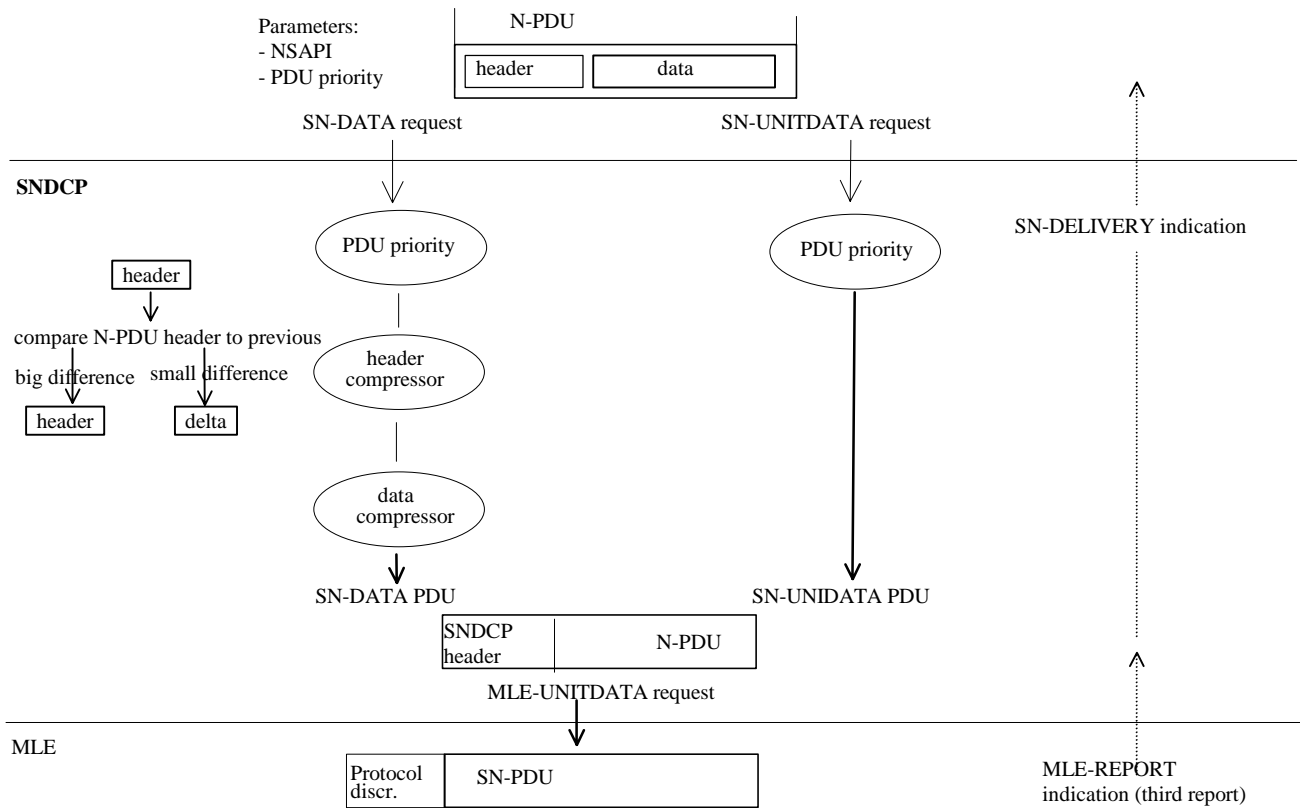 Parameters:
- NSAPI
- PDU priority
N-PDU
header
data
SN-DATA request
SN-UNITDATA request
SNDCP
PDU priority
PDU priority
SN-DELIVERY indication
header
compare N-PDU header to previous
big difference
small difference
header
delta
header
compressor
data
compressor
SN-DATA PDU
SN-UNIDATA PDU
SNDCP
header
N-PDU
MLE-UNITDATA request
MLE
Protocol
discr.
SN-PDU
MLE-REPORT
indication (third report)